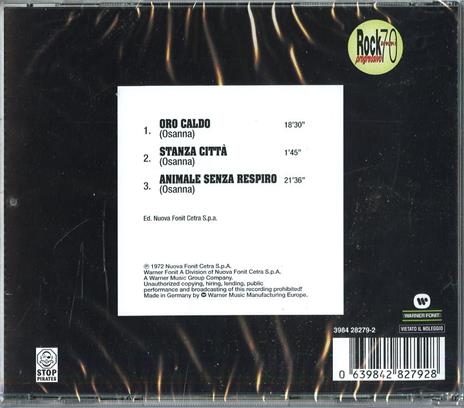 Rock
progressivo
anni
70
1. ORO CALDO 18'30"
(Osanna)
2. STANZA CITTÀ 1'45"
(Osanna)
3. ANIMALE SENZA RESPIRO 21'36"
(Osanna)
Ed. Nuova Fonit Cetra S.p.a.
℗ 1972 Nuova Fonit Cetra S.p.A.
Warner Fonit A Division of Nuova Fonit Cetra S.p.A.
A Warner Music Group Company.
Unauthorized copying, hiring, lending, public
performance and broadcasting of this recording prohibited!
Made in Germany by Warner Music Manufacturing Europe.
WARNER FONIT
3984 28279-2
VIETATO IL NOLEGGIO
0 639842 827928
STOP
PIRATES